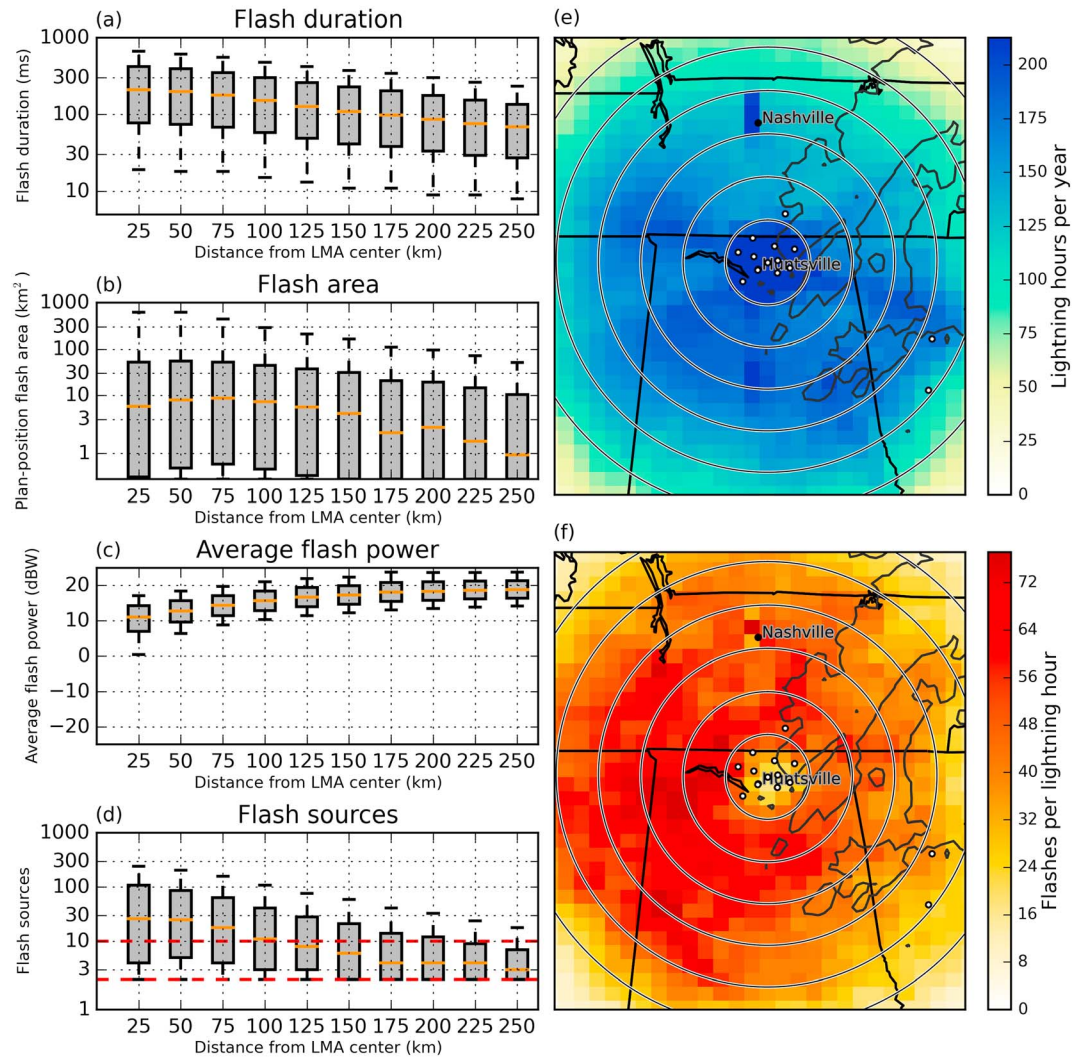 (a)
Flash duration
Flash duration (ms)
1000
300
100
30
10
25 50 75 100 125 150 175 200 225 250
Distance from LMA center (km)
(b)
Flash area
Plan-position flash area (km²)
1000
300
100
30
10
3
1
25 50 75 100 125 150 175 200 225 250
Distance from LMA center (km)
(c)
Average flash power
Average flash power (dBW)
20
10
0
−10
−20
25 50 75 100 125 150 175 200 225 250
Distance from LMA center (km)
(d)
Flash sources
Flash sources
1000
300
100
30
10
3
1
25 50 75 100 125 150 175 200 225 250
Distance from LMA center (km)
(e)
Nashville
Huntsville
200
175
150
125
100
75
50
25
0
Lightning hours per year
(f)
Nashville
Huntsville
72
64
56
48
40
32
24
16
8
0
Flashes per lightning hour